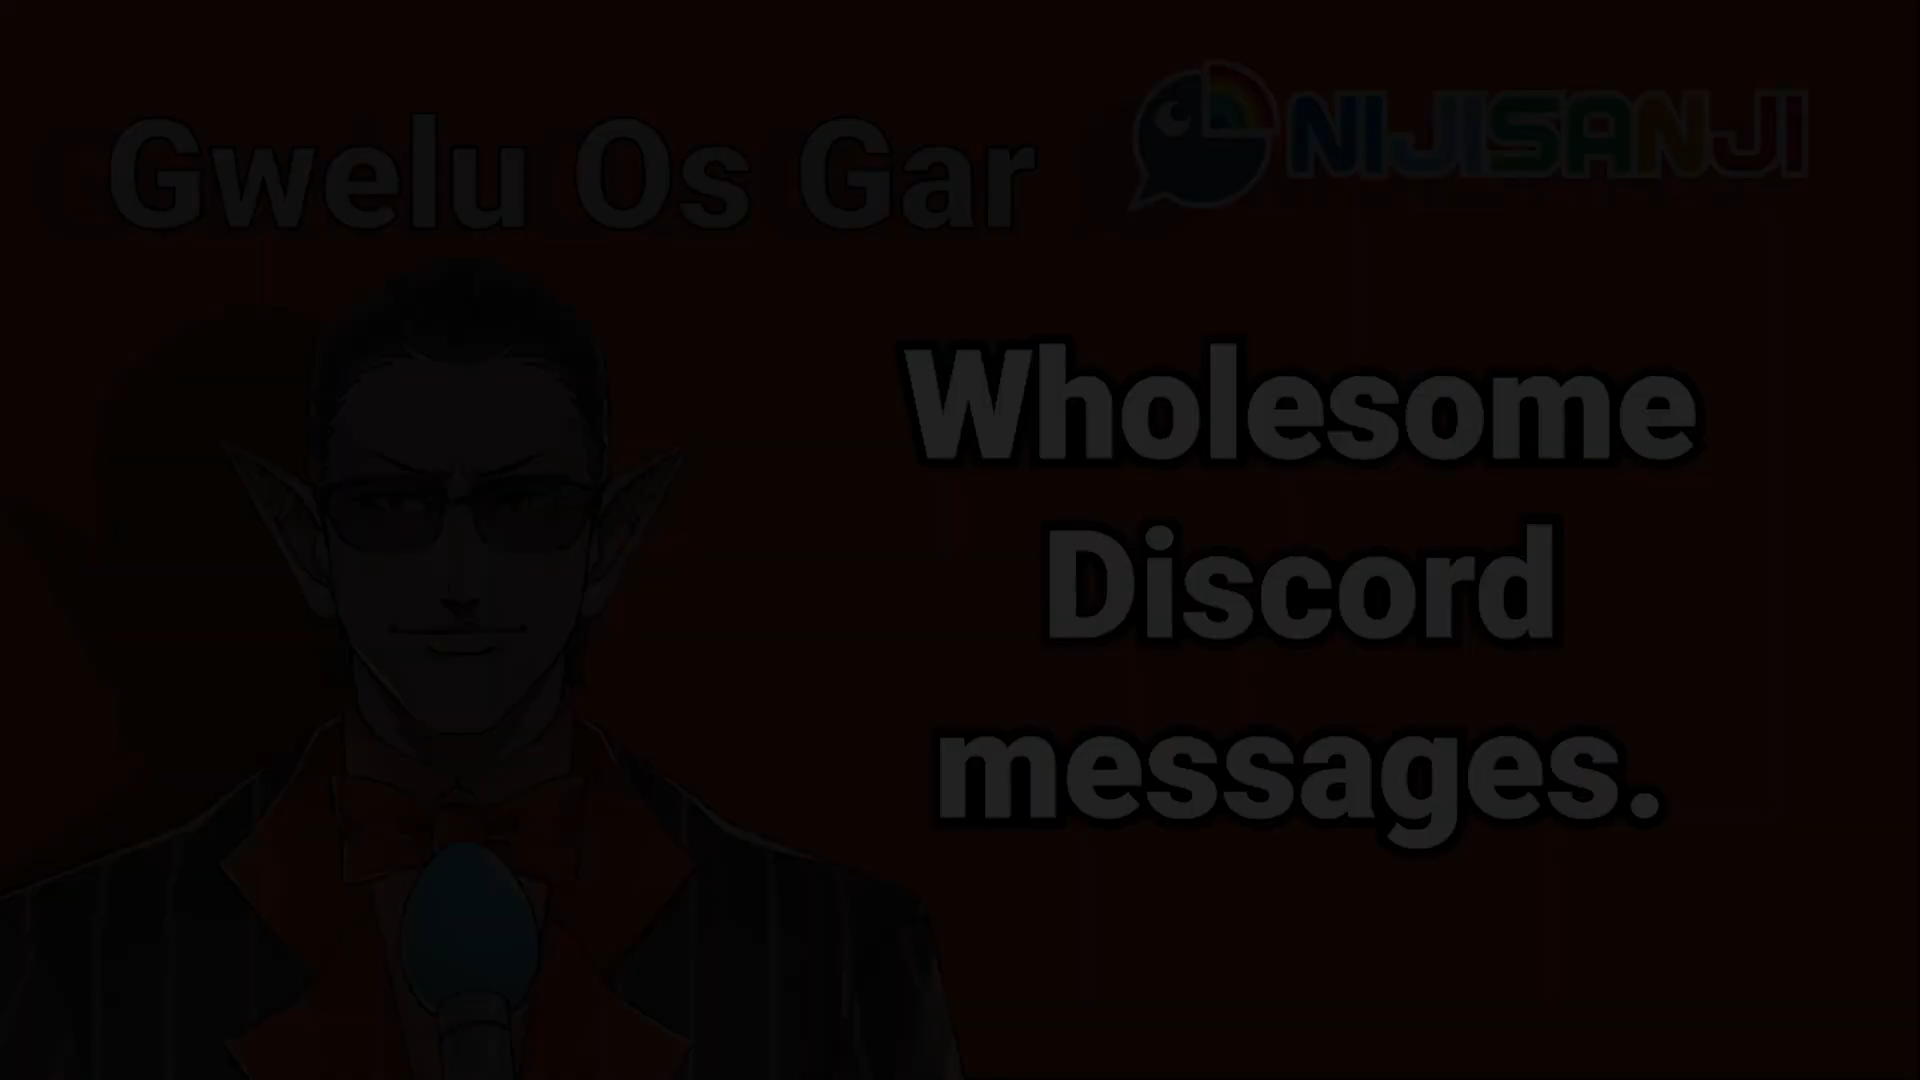 Gwelu Os Gar
NIJISANJI
Wholesome
Discord
messages.